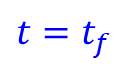 t = t_f